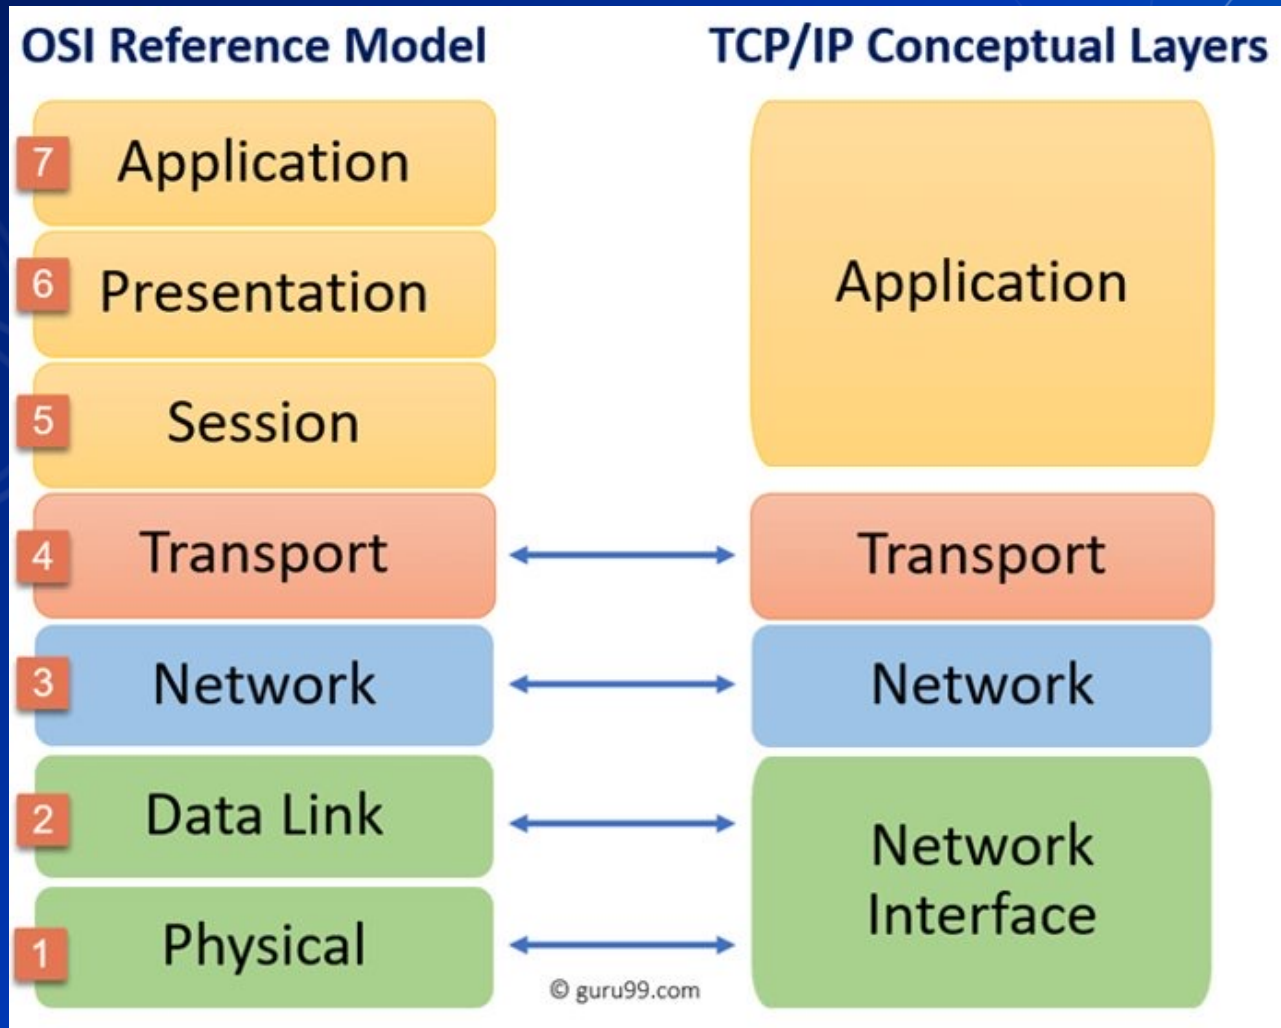 OSI Reference Model
TCP/IP Conceptual Layers
7
Application
6
Presentation
5
Session
4
Transport
3
Network
2
Data Link
1
Physical
Application
Transport
Network
Network
Interface
© guru99.com